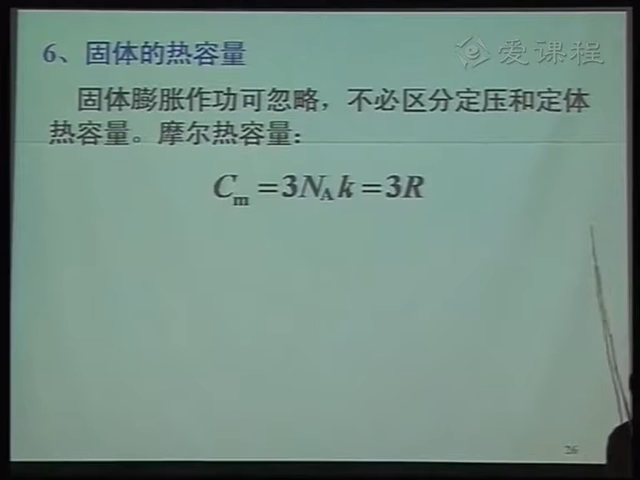 6、固体的热容量
爱课程
固体膨胀作功可忽略，不必区分定压和定体
热容量。摩尔热容量：
Cₘ = 3N_A k = 3R
26